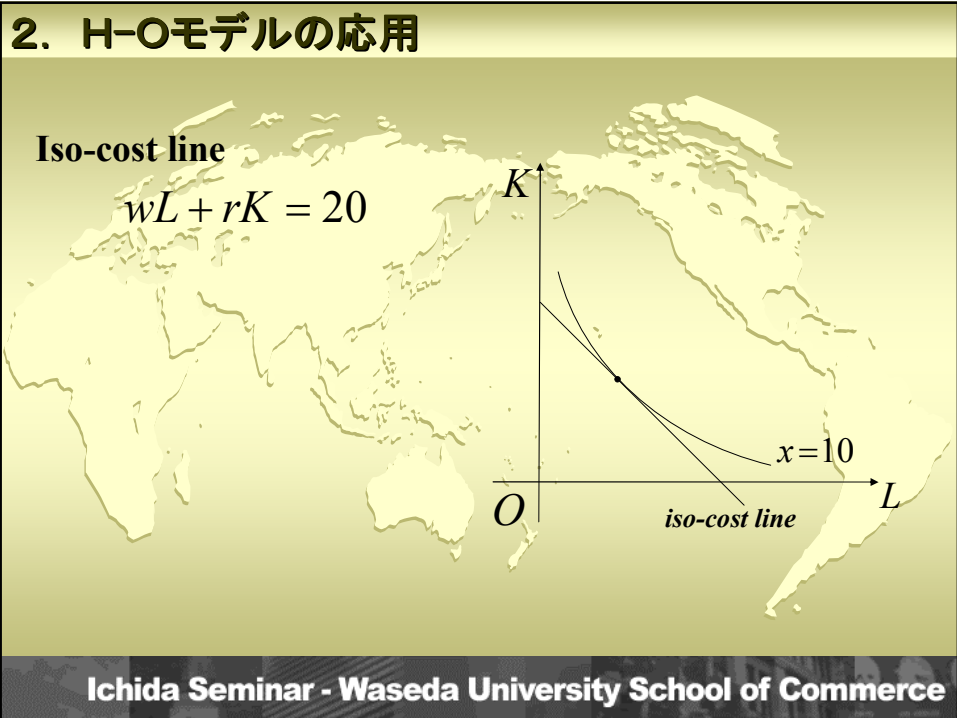 ２．　Ｈ−Ｏモデルの応用
Iso-cost line
wL + rK = 20
K
x=10
L
O
iso-cost line
Ichida Seminar - Waseda University School of Commerce